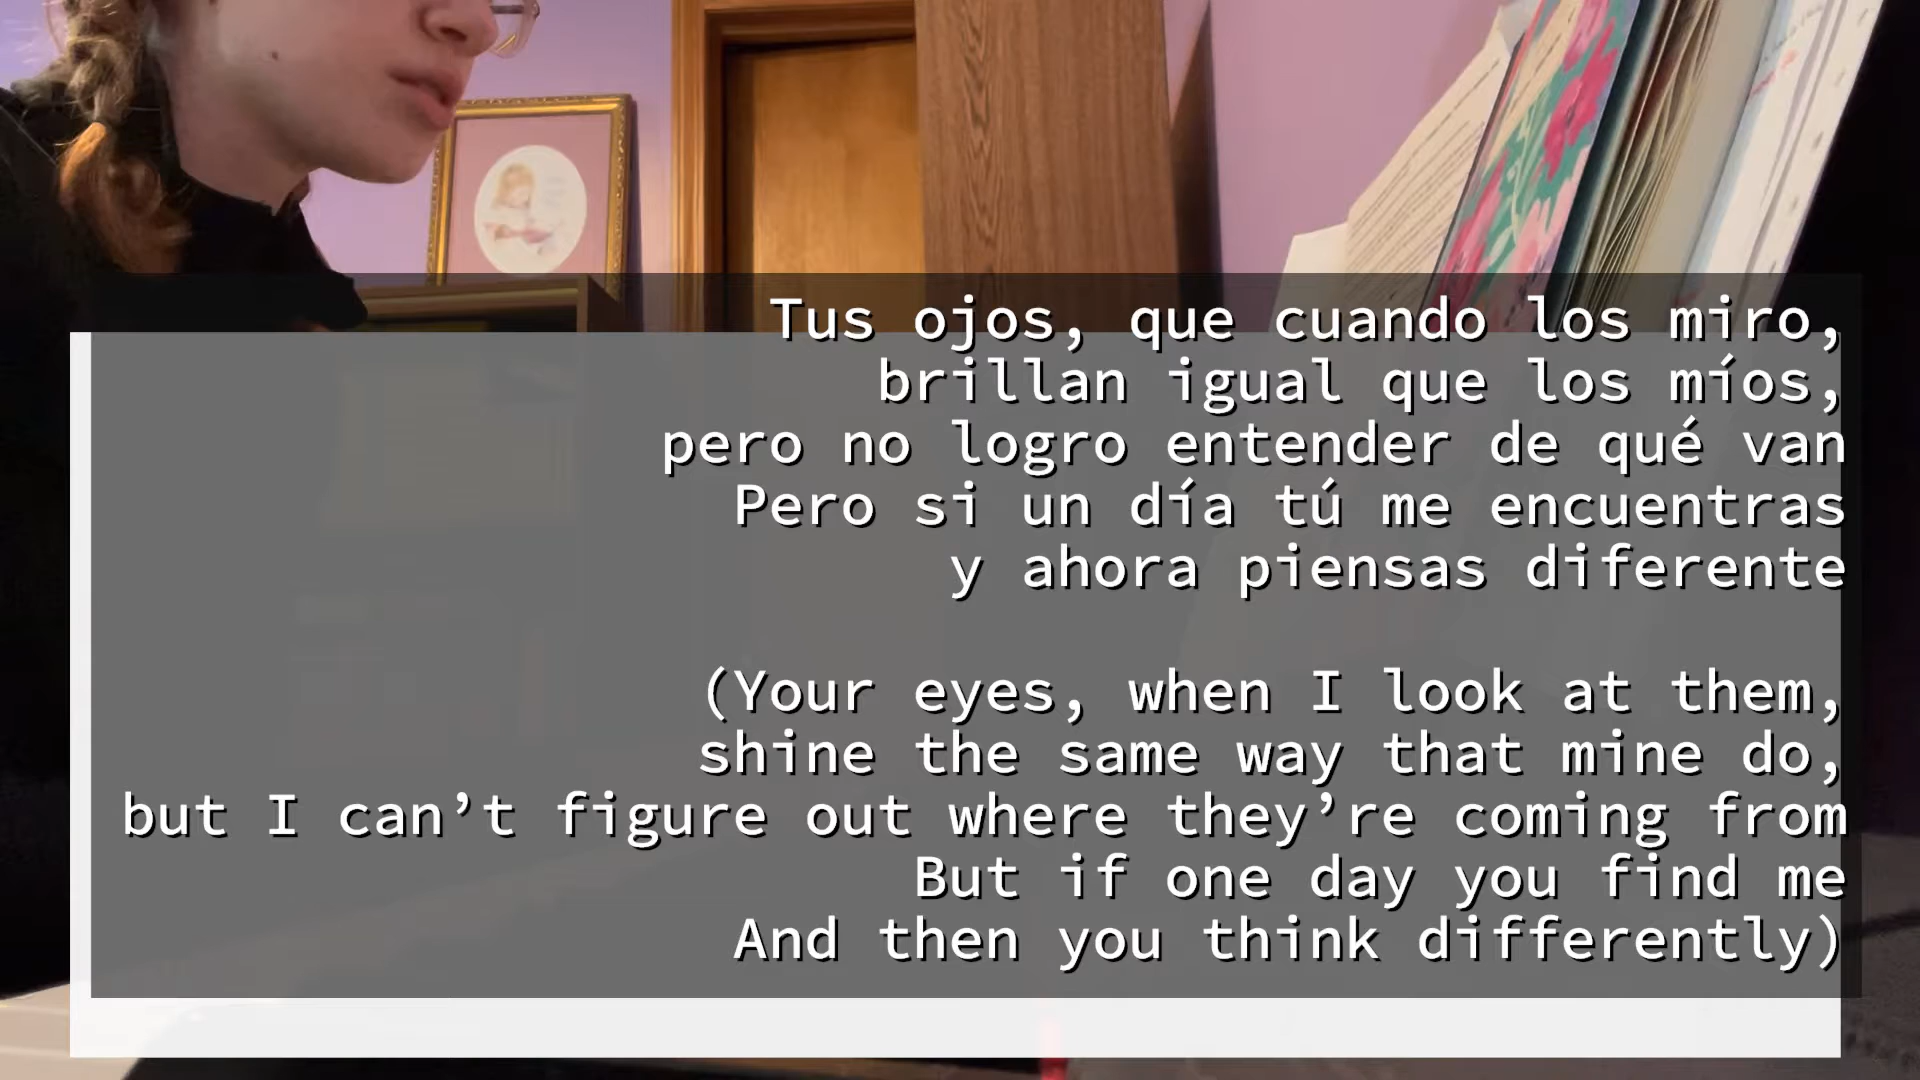 Tus ojos, que cuando los miro,
brillan igual que los míos,
pero no logro entender de qué van
Pero si un día tú me encuentras
y ahora piensas diferente
(Your eyes, when I look at them,
shine the same way that mine do,
but I can’t figure out where they’re coming from
But if one day you find me
And then you think differently)